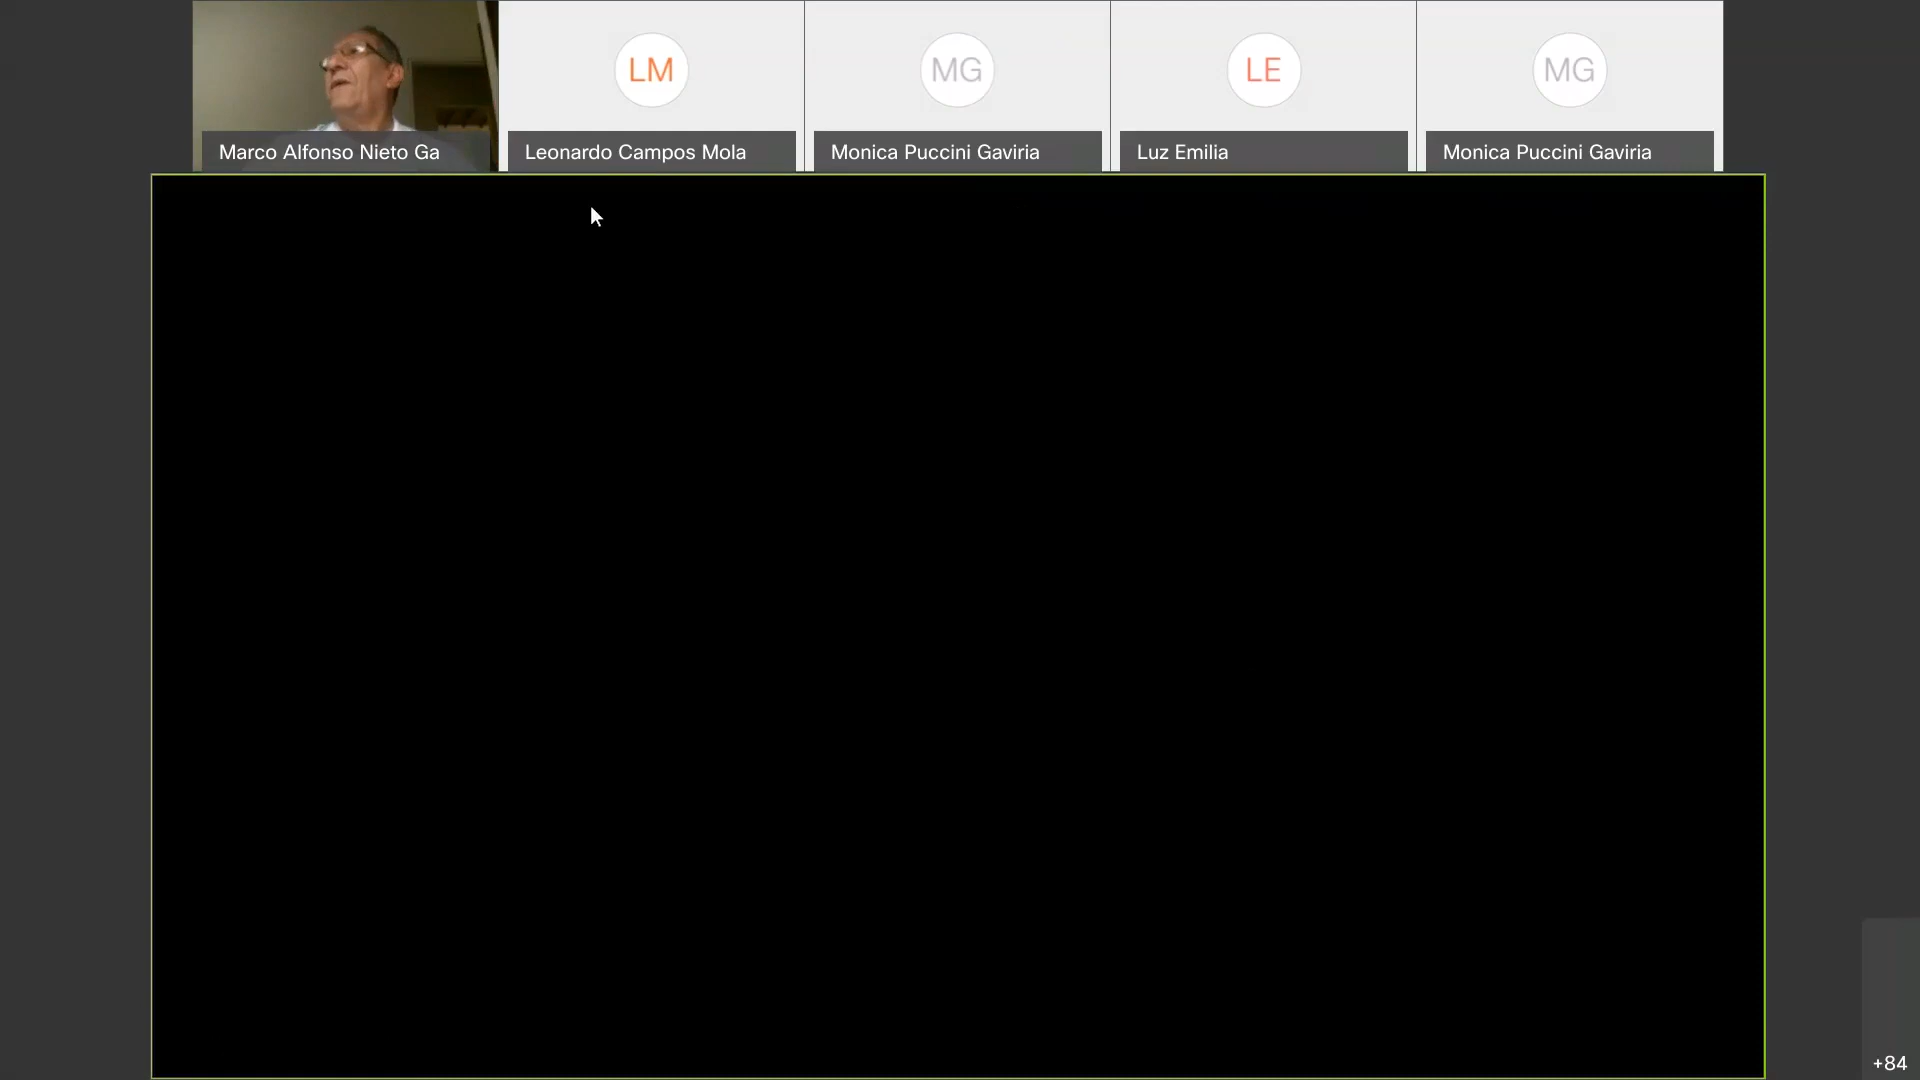 LM
MG
LE
MG
Marco Alfonso Nieto Ga
Leonardo Campos Mola
Monica Puccini Gaviria
Luz Emilia
Monica Puccini Gaviria
+84